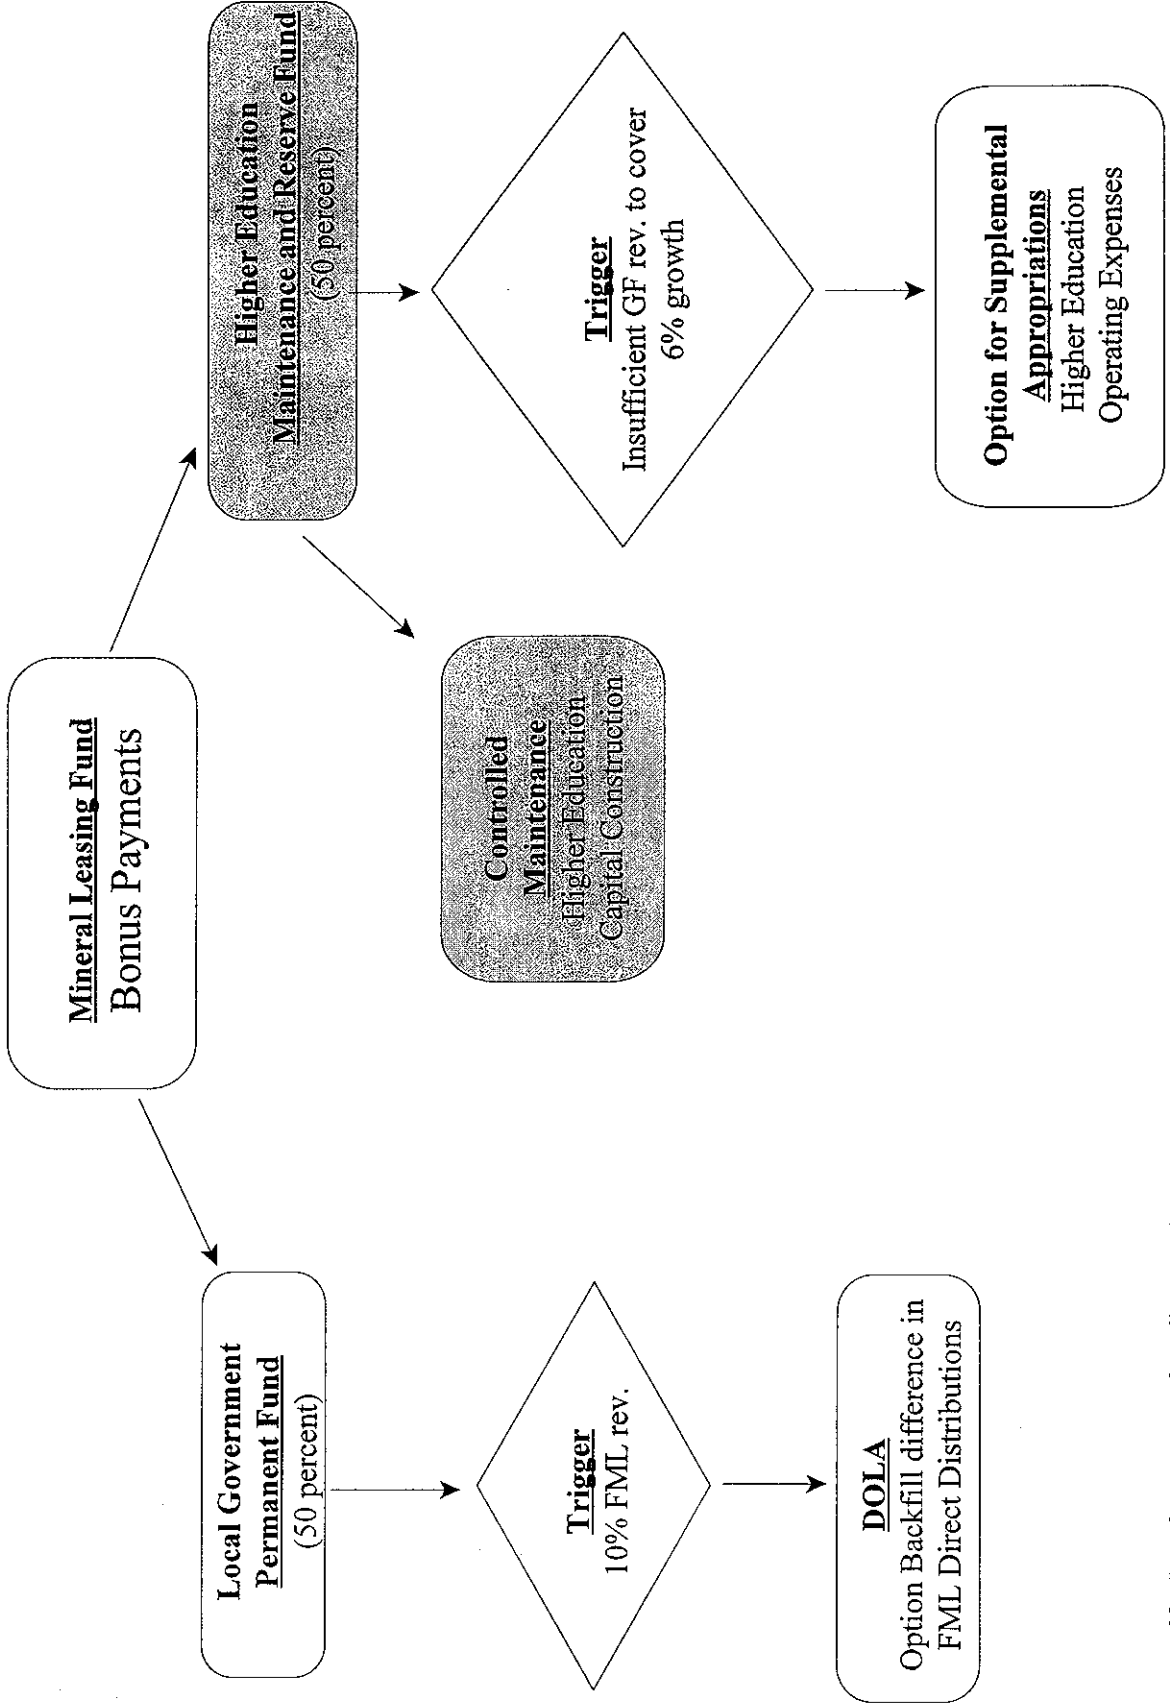 Mineral Leasing Fund
Bonus Payments
Local Government
Permanent Fund
(50 percent)
Higher Education
Maintenance and Reserve Fund
(50 percent)
Trigger
10% FML rev.
Controlled
Maintenance
Higher Education
Capital Construction
Trigger
Insufficient GF rev. to cover
6% growth
DOLA
Option Backfill difference in
FML Direct Distributions
Option for Supplemental
Appropriations
Higher Education
Operating Expenses